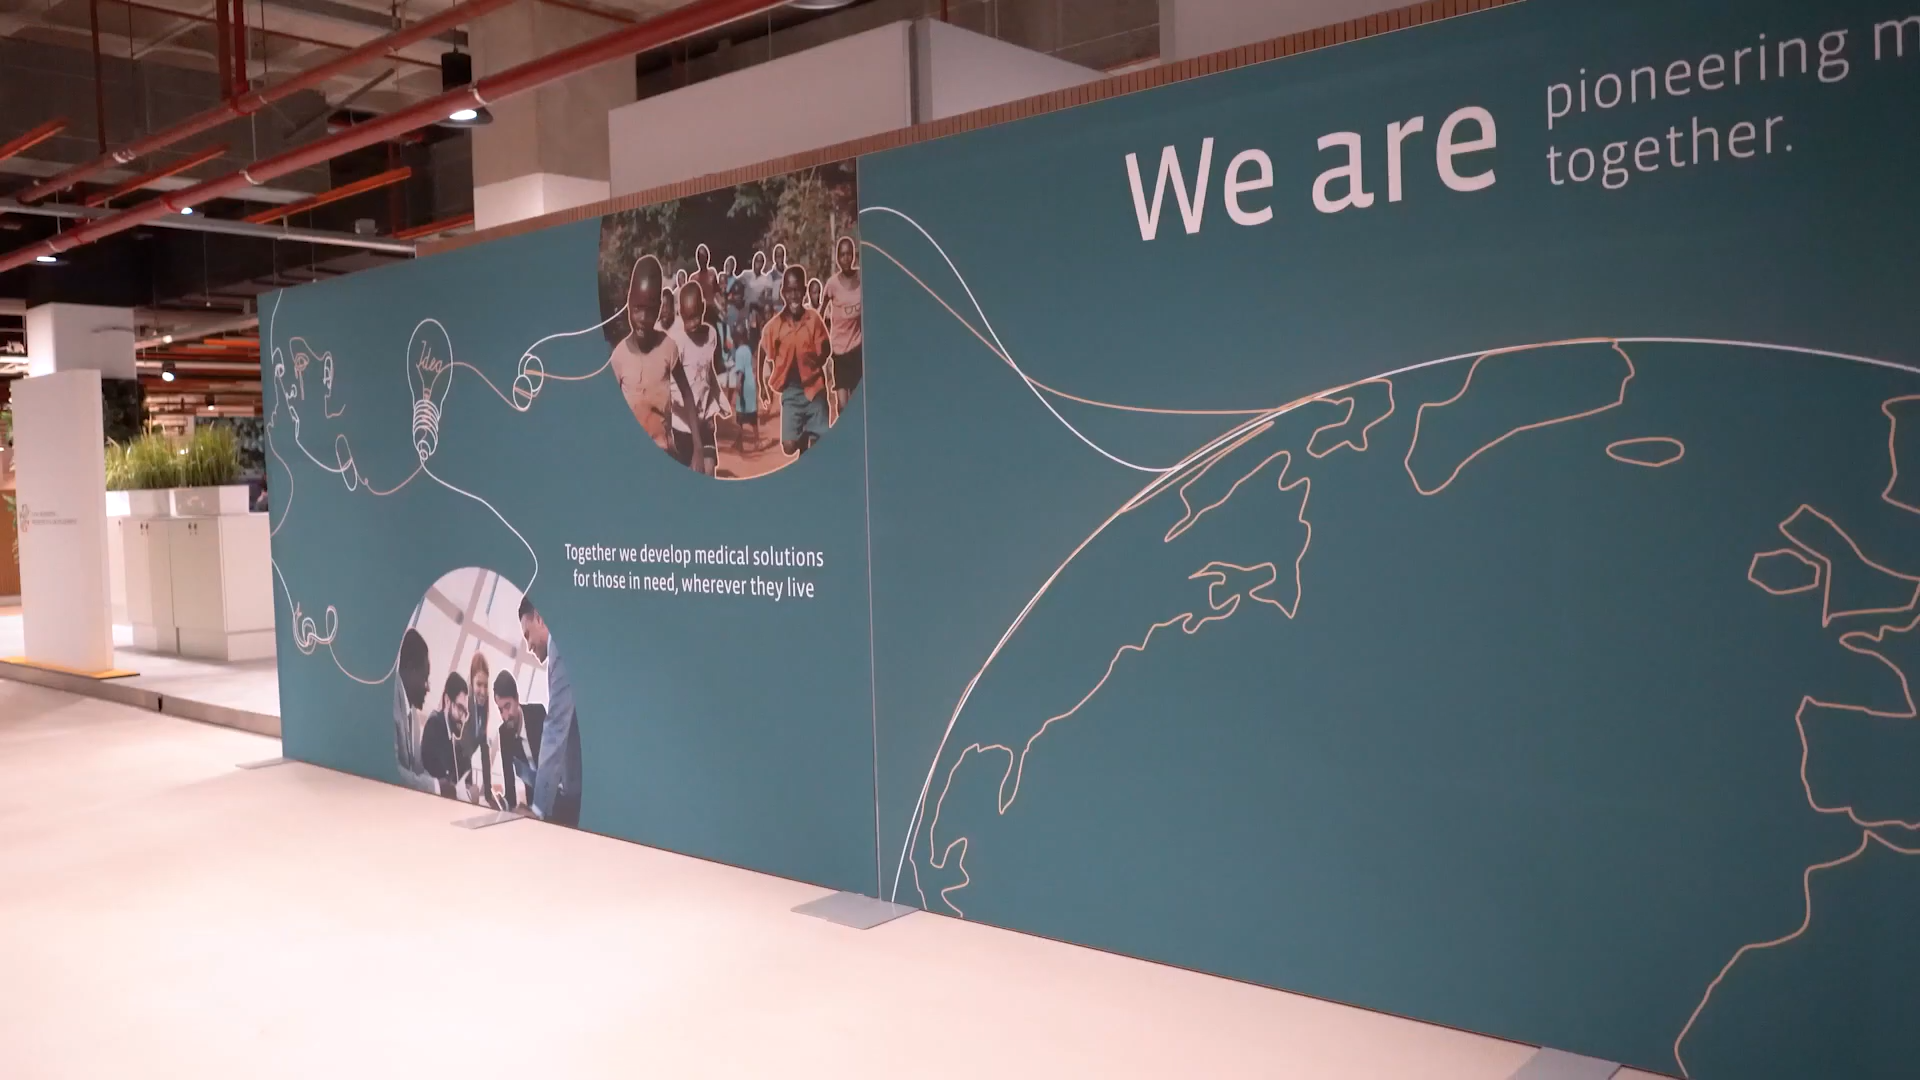 We are
pioneering
together.
Idea
Together we develop medical solutions
for those in need, wherever they live